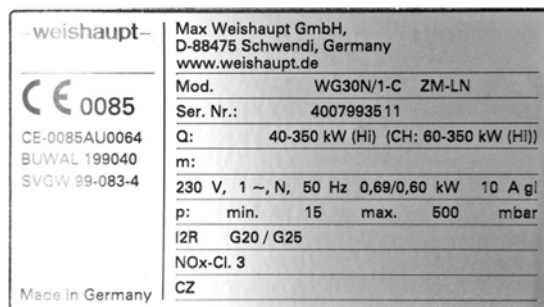 -weishaupt-
CE 0085
CE-0085AU0064
BUWAL 199040
SVGW 99-083-4
Made in Germany
Max Weishaupt GmbH,
D-88475 Schwendi, Germany
www.weishaupt.de
Mod. WG30N/1-C ZM-LN
Ser. Nr.: 4007993511
Q: 40-350 kW (Hi) (CH: 60-350 kW (Hi))
m:
230 V, 1 ~, N, 50 Hz 0,69/0,60 kW 10 A gl
p: min. 15 max. 500 mbar
I2R G20 / G25
NOx-Cl. 3
CZ